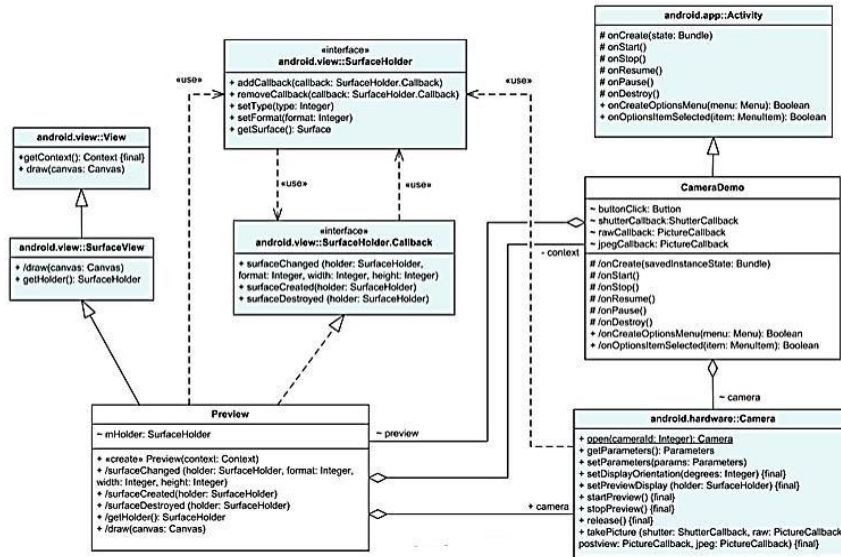 android.app::Activity
# onCreate(state: Bundle)
# onStart()
# onStop()
# onResume()
# onPause()
# onDestroy()
+ onCreateOptionsMenu(menu: Menu): Boolean
+ onOptionsItemSelected(item: MenuItem): Boolean
«interface»
android.view::SurfaceHolder
+ addCallback(callback: SurfaceHolder.Callback)
+ removeCallback(callback: SurfaceHolder.Callback)
+ setType(type: Integer)
+ setFormat(format: Integer)
+ getSurface(): Surface
«use»
«use»
android.view::View
+getContext(): Context {final}
+ draw(canvas: Canvas)
«use»
«use»
CameraDemo
~ buttonClick: Button
~ shutterCallback:ShutterCallback
~ rawCallback: PictureCallback
~ jpegCallback: PictureCallback
# /onCreate(savedInstanceState: Bundle)
# /onStart()
# /onStop()
# /onResume()
# /onPause()
# /onDestroy()
+ /onCreateOptionsMenu(menu: Menu): Boolean
+ /onOptionsItemSelected(item: MenuItem): Boolean
«interface»
android.view::SurfaceHolder.Callback
+ surfaceChanged (holder: SurfaceHolder,
format: Integer, width: Integer, height: Integer)
+ surfaceCreated(holder: SurfaceHolder)
+ surfaceDestroyed (holder: SurfaceHolder)
- context
android.view::SurfaceView
+ /draw(canvas: Canvas)
+ getHolder(): SurfaceHolder
~ camera
Preview
~ mHolder: SurfaceHolder
+ «create» Preview(context: Context)
+ /surfaceChanged (holder: SurfaceHolder, format: Integer,
width: Integer, height: Integer)
+ /surfaceCreated(holder: SurfaceHolder)
+ /surfaceDestroyed (holder: SurfaceHolder)
+ /getHolder(): SurfaceHolder
+ /draw(canvas: Canvas)
~ preview
+ camera
android.hardware::Camera
+ open(cameraId: Integer): Camera
+ getParameters(): Parameters
+ setParameters(params: Parameters)
+ setDisplayOrientation(degrees: Integer) {final}
+ setPreviewDisplay (holder: SurfaceHolder) {final}
+ startPreview() {final}
+ stopPreview() {final}
+ release() {final}
+ takePicture (shutter: ShutterCallback, raw: PictureCallback
postview: PictureCallback, jpeg: PictureCallback) {final}